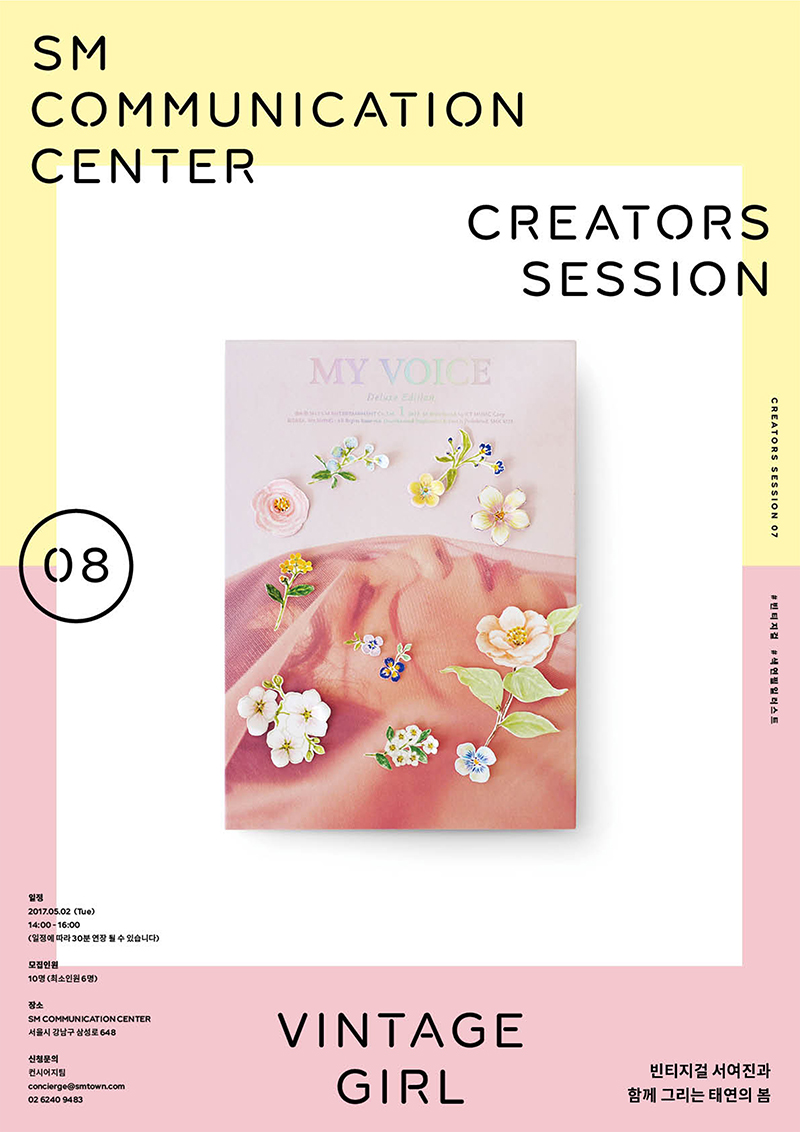 SM
COMMUNICATION
CENTER
CREATORS
SESSION
MY VOICE
Deluxe Edition
CREATORS SESSION 07
#빈티지걸 #색연필일러스트
08
일정
2017.05.02 (Tue)
14:00 - 16:00
(일정에 따라 30분 연장 될 수 있습니다)
모집인원
10명 (최소인원 6명)
장소
SM COMMUNICATION CENTER
서울시 강남구 삼성로 648
신청문의
컨시어지팀
concierge@smtown.com
02 6240 9483
VINTAGE
GIRL
빈티지걸 서여진과
함께 그리는 태연의 봄